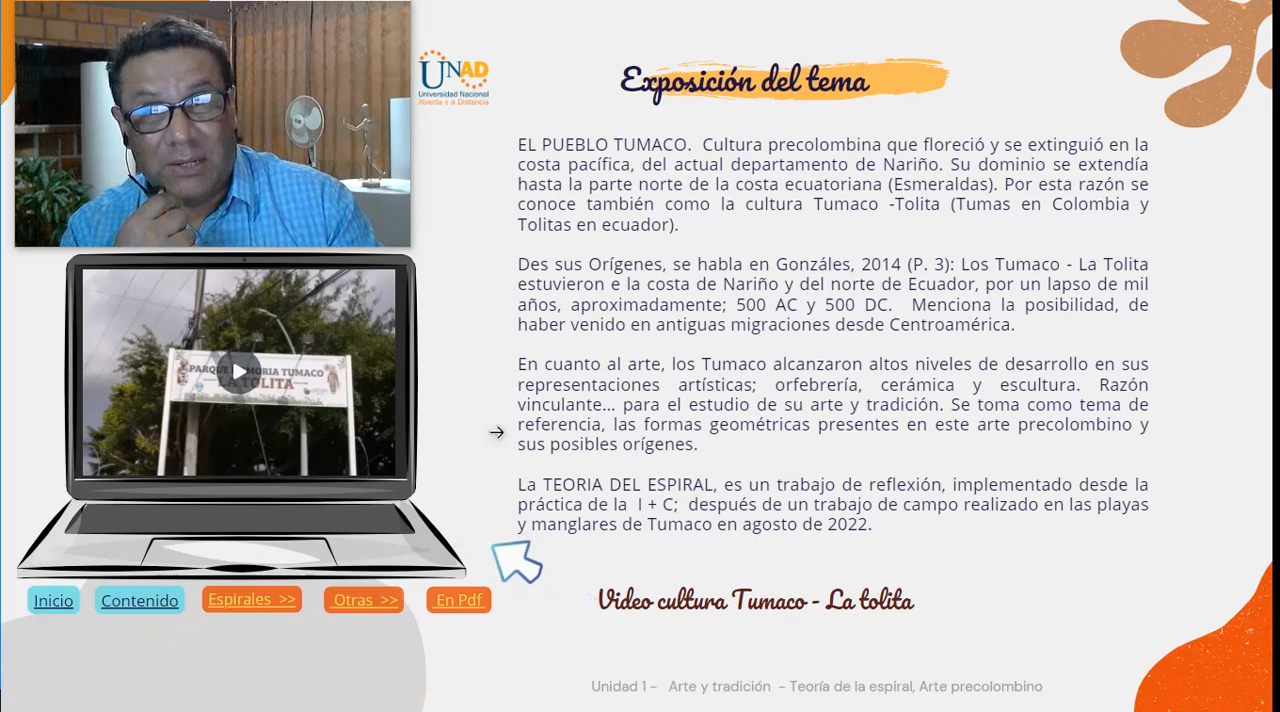 UNAD
Universidad Nacional
Abierta y a Distancia
Exposición del tema
EL PUEBLO TUMACO. Cultura precolombina que floreció y se extinguió en la
costa pacífica, del actual departamento de Nariño. Su dominio se extendía
hasta la parte norte de la costa ecuatoriana (Esmeraldas). Por esta razón se
conoce también como la cultura Tumaco -Tolita (Tumas en Colombia y
Tolitas en ecuador).
Des sus Orígenes, se habla en Gonzáles, 2014 (P. 3): Los Tumaco - La Tolita
estuvieron e la costa de Nariño y del norte de Ecuador, por un lapso de mil
años, aproximadamente; 500 AC y 500 DC. Menciona la posibilidad, de
haber venido en antiguas migraciones desde Centroamérica.
En cuanto al arte, los Tumaco alcanzaron altos niveles de desarrollo en sus
representaciones artísticas; orfebrería, cerámica y escultura. Razón
vinculante... para el estudio de su arte y tradición. Se toma como tema de
referencia, las formas geométricas presentes en este arte precolombino y
sus posibles orígenes.
La TEORIA DEL ESPIRAL, es un trabajo de reflexión, implementado desde la
práctica de la I + C; después de un trabajo de campo realizado en las playas
y manglares de Tumaco en agosto de 2022.
PARQUE TUMACO
LA TOLITA
Inicio
Contenido
Espirales >>
Otras >>
En Pdf
Video cultura Tumaco - La tolita
Unidad 1 - Arte y tradición - Teoría de la espiral, Arte precolombino